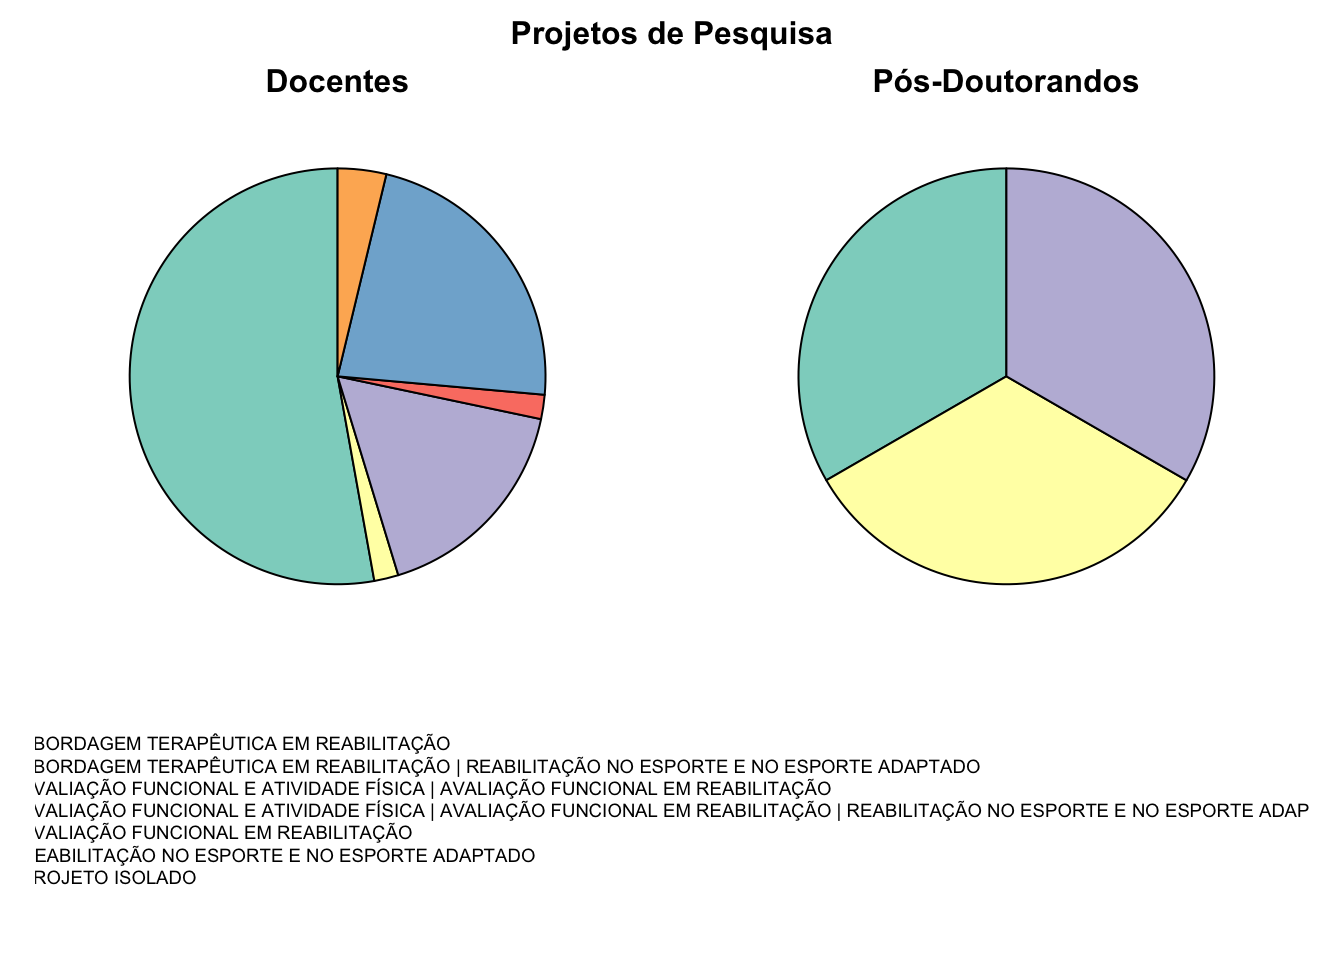 Projetos de Pesquisa
Docentes
Pós-Doutorandos
BORDAGEM TERAPÊUTICA EM REABILITAÇÃO
BORDAGEM TERAPÊUTICA EM REABILITAÇÃO | REABILITAÇÃO NO ESPORTE E NO ESPORTE ADAPTADO
VALIAÇÃO FUNCIONAL E ATIVIDADE FÍSICA | AVALIAÇÃO FUNCIONAL EM REABILITAÇÃO
VALIAÇÃO FUNCIONAL E ATIVIDADE FÍSICA | AVALIAÇÃO FUNCIONAL EM REABILITAÇÃO | REABILITAÇÃO NO ESPORTE E NO ESPORTE ADAP
VALIAÇÃO FUNCIONAL EM REABILITAÇÃO
EABILITAÇÃO NO ESPORTE E NO ESPORTE ADAPTADO
ROJETO ISOLADO